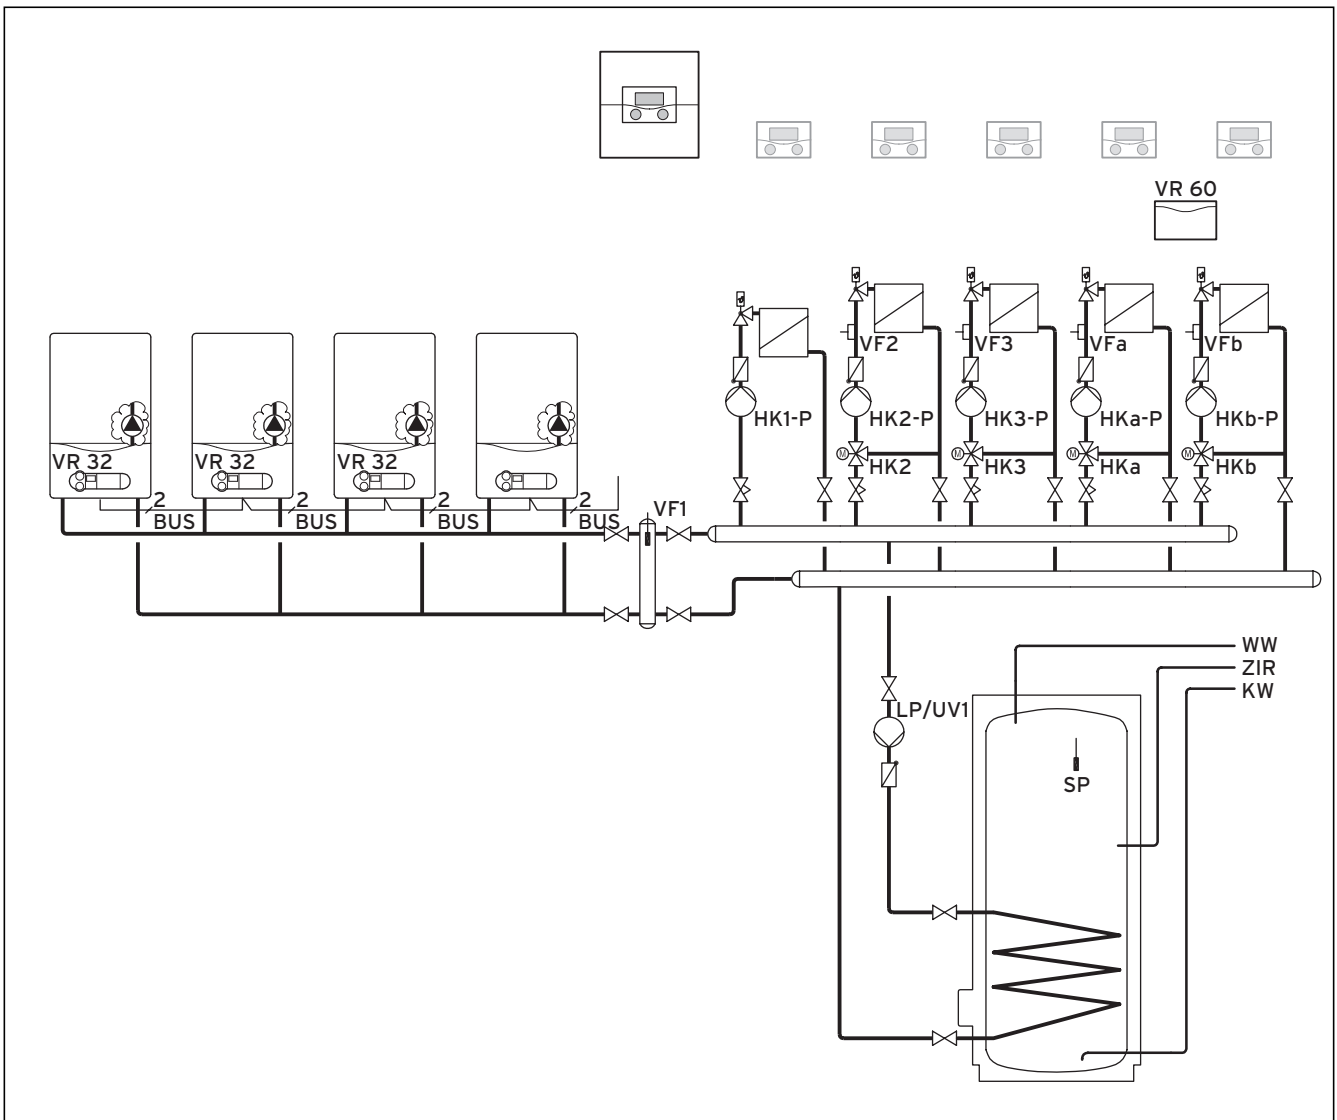 VR 60
VF2
VF3
VFa
VFb
HK1-P
HK2-P
HK3-P
HKa-P
HKb-P
M
M
M
M
HK2
HK3
HKa
HKb
VR 32
VR 32
VR 32
2
2
2
2
BUS
BUS
BUS
BUS
VF1
WW
ZIR
KW
LP/UV1
SP